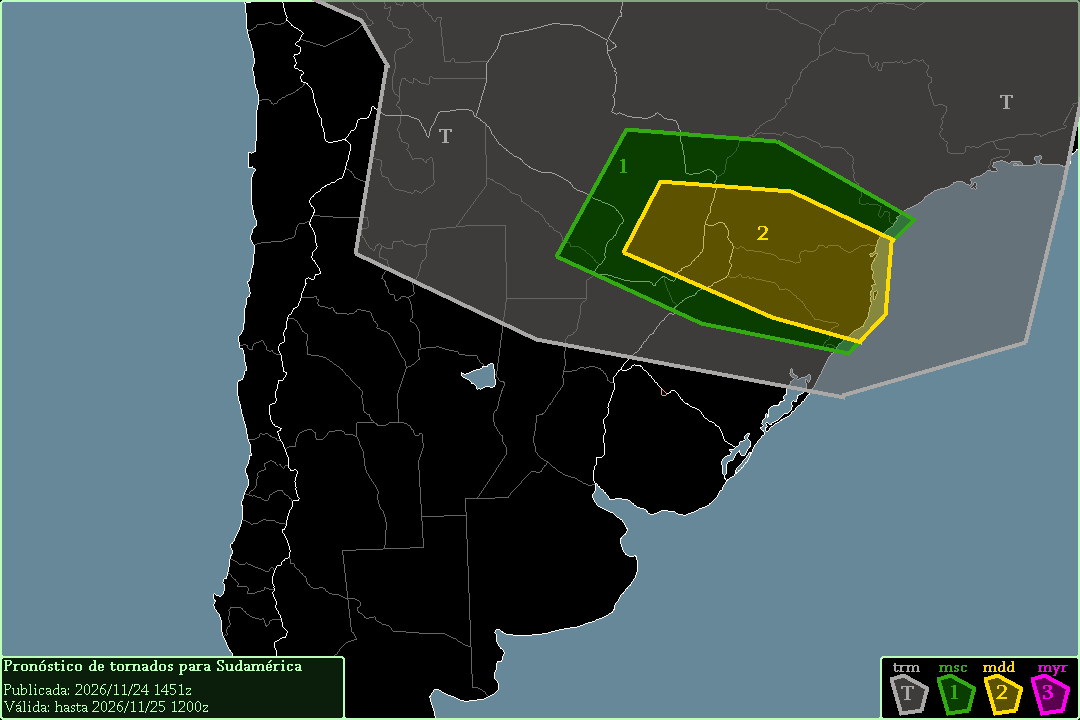 T
T
1
2
Pronóstico de tornados para Sudamérica
Publicada: 2026/11/24 1451z
Válida: hasta 2026/11/25 1200z
trm msc mdd myr
T 1 2 3